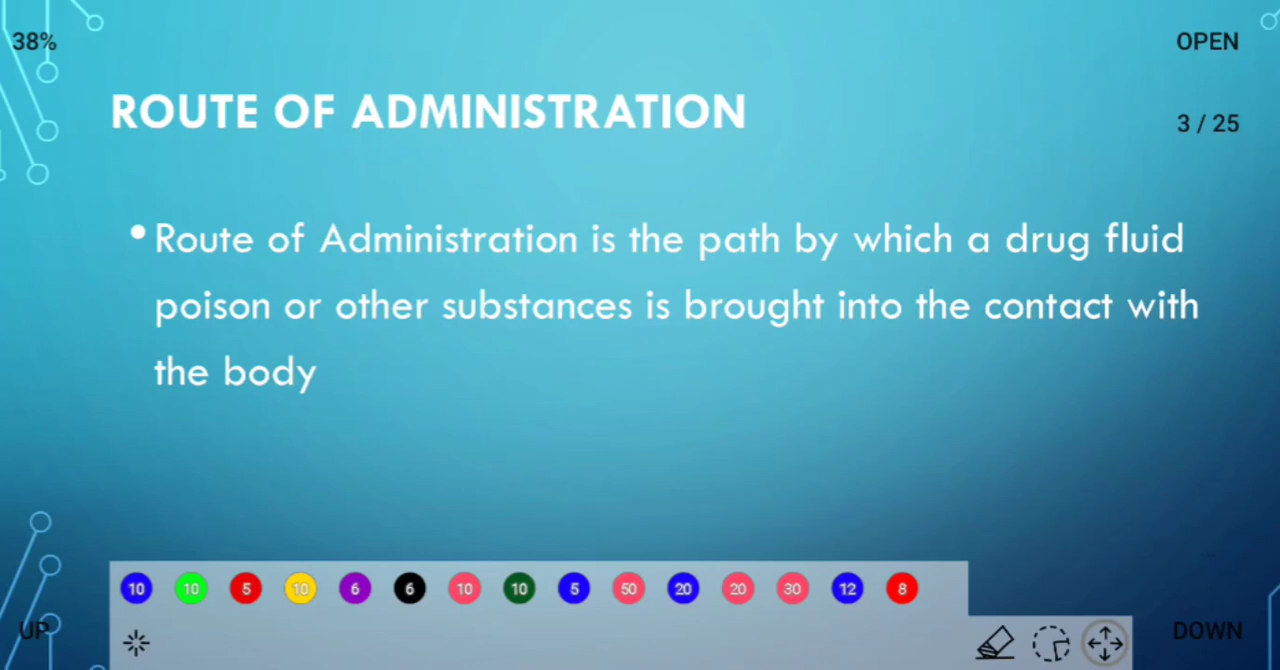 38%
OPEN
ROUTE OF ADMINISTRATION
3 / 25
•Route of Administration is the path by which a drug fluid
poison or other substances is brought into the contact with
the body
10 10 5 10 6 6 10 10 5 50 20 20 30 12 8
UP
DOWN